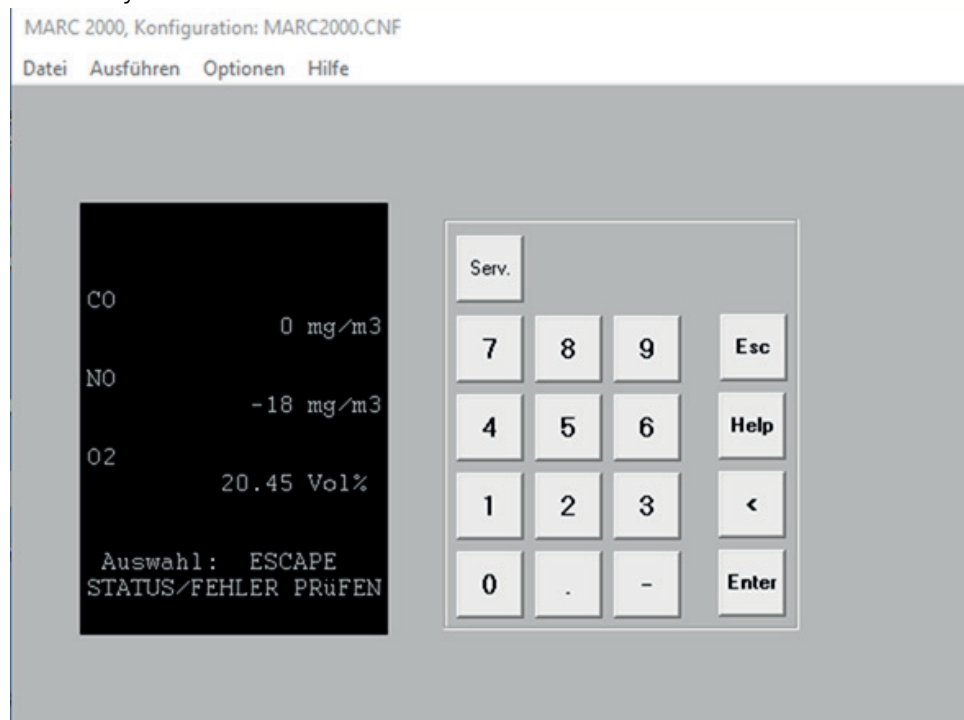 MARC 2000, Konfiguration: MARC2000.CNF
Datei Ausführen Optionen Hilfe
CO
0 mg/m3
NO
-18 mg/m3
O2
20.45 Vol%
Auswahl: ESCAPE
STATUS/FEHLER PRüFEN
Serv.
7 8 9 Esc
4 5 6 Help
1 2 3 <
0 . - Enter